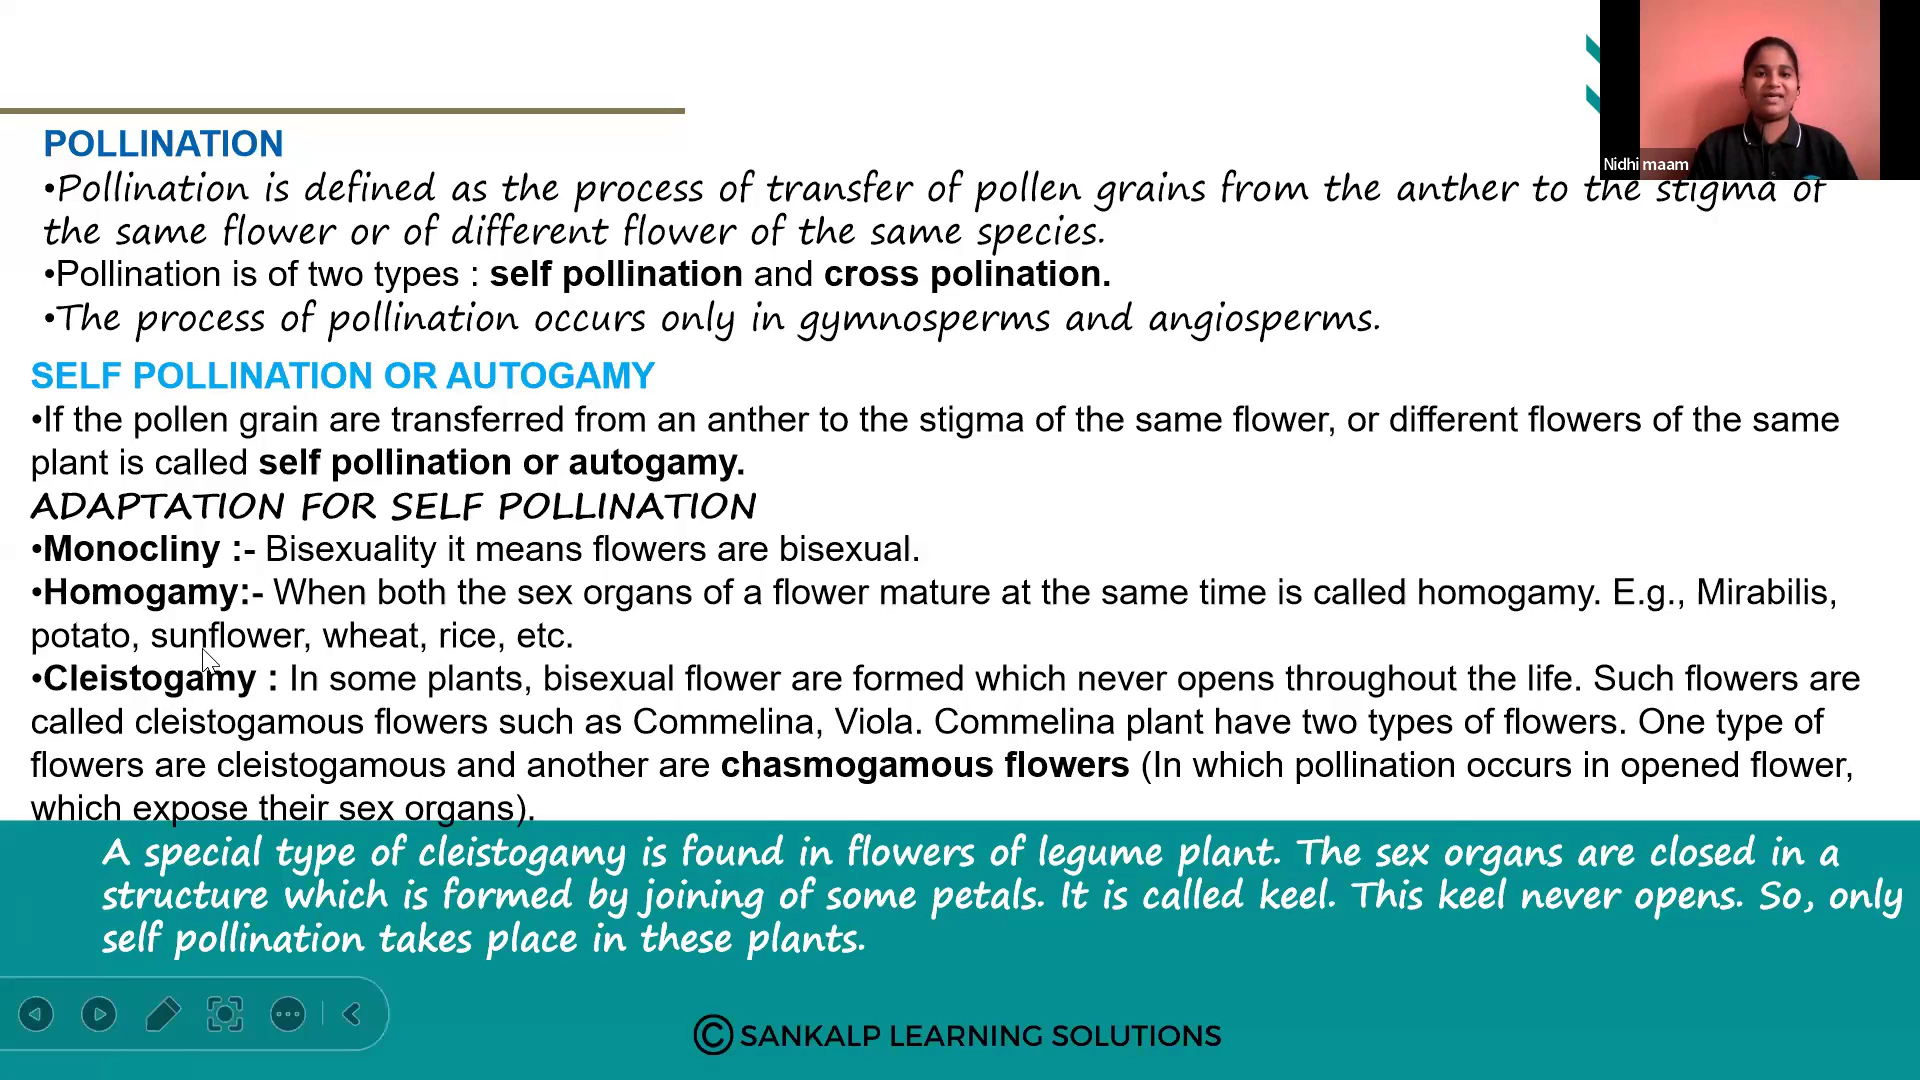 Nidhi maam
POLLINATION
•Pollination is defined as the process of transfer of pollen grains from the anther to the stigma of
the same flower or of different flower of the same species.
•Pollination is of two types : self pollination and cross polination.
•The process of pollination occurs only in gymnosperms and angiosperms.
SELF POLLINATION OR AUTOGAMY
•If the pollen grain are transferred from an anther to the stigma of the same flower, or different flowers of the same
plant is called self pollination or autogamy.
ADAPTATION FOR SELF POLLINATION
•Monocliny :- Bisexuality it means flowers are bisexual.
•Homogamy:- When both the sex organs of a flower mature at the same time is called homogamy. E.g., Mirabilis,
potato, sunflower, wheat, rice, etc.
•Cleistogamy : In some plants, bisexual flower are formed which never opens throughout the life. Such flowers are
called cleistogamous flowers such as Commelina, Viola. Commelina plant have two types of flowers. One type of
flowers are cleistogamous and another are chasmogamous flowers (In which pollination occurs in opened flower,
which expose their sex organs).
A special type of cleistogamy is found in flowers of legume plant. The sex organs are closed in a
structure which is formed by joining of some petals. It is called keel. This keel never opens. So, only
self pollination takes place in these plants.
© SANKALP LEARNING SOLUTIONS